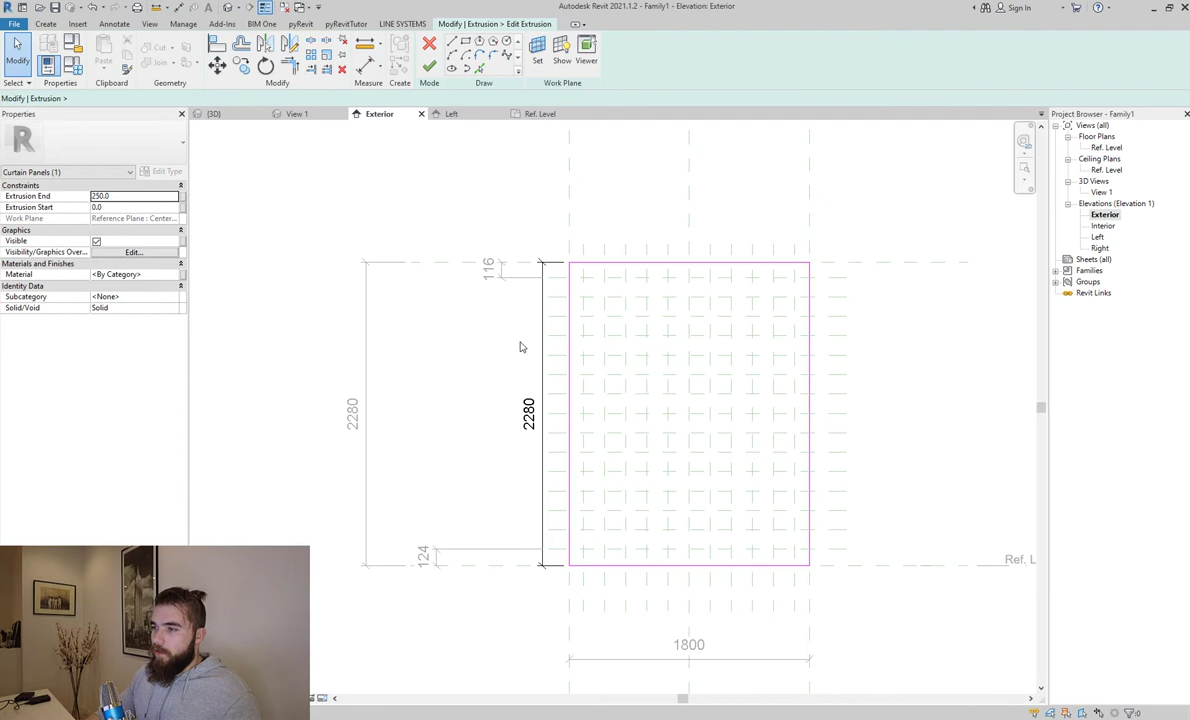 Autodesk Revit 2021.1.2 - Family1 - Elevation: Exterior
Sign In
File Create Insert Annotate View Manage Add-Ins BIM One pyRevit pyRevitTutor LINE SYSTEMS Modify | Extrusion > Edit Extrusion
Modify Paste Cut Join Set Show Viewer
Select Properties Clipboard Geometry Modify Measure Create Mode Draw Work Plane
Modify | Extrusion >
Properties
{3D} View 1 Exterior Left Ref. Level
Project Browser - Family1
R
Curtain Panels (1) Edit Type
Constraints
Extrusion End 250.0
Extrusion Start 0.0
Work Plane Reference Plane : Center...
Graphics
Visible
Visibility/Graphics Over... Edit...
Materials and Finishes
Material <By Category>
Identity Data
Subcategory <None>
Solid/Void Solid
Views (all)
Floor Plans
Ref. Level
Ceiling Plans
Ref. Level
3D Views
View 1
Elevations (Elevation 1)
Exterior
Interior
Left
Right
Sheets (all)
Families
Groups
Revit Links
116
2280
2280
124
1800
Ref. L
:0